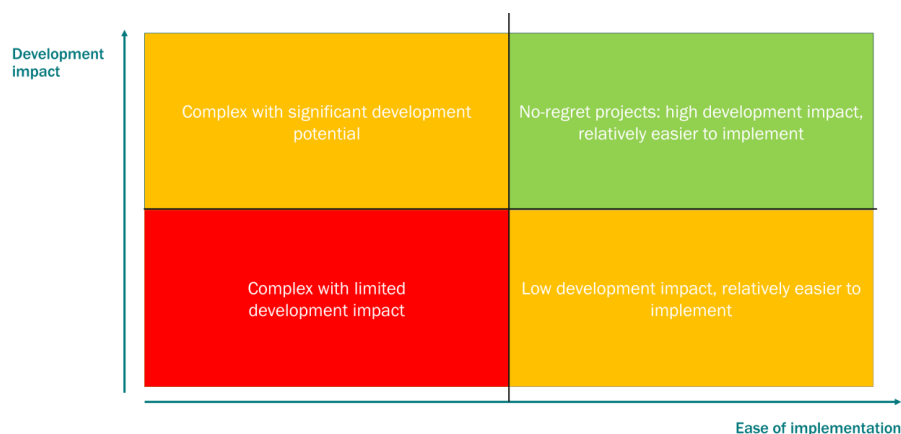 Development
impact
Complex with significant development
potential
No-regret projects: high development impact,
relatively easier to implement
Complex with limited
development impact
Low development impact, relatively easier to
implement
Ease of implementation